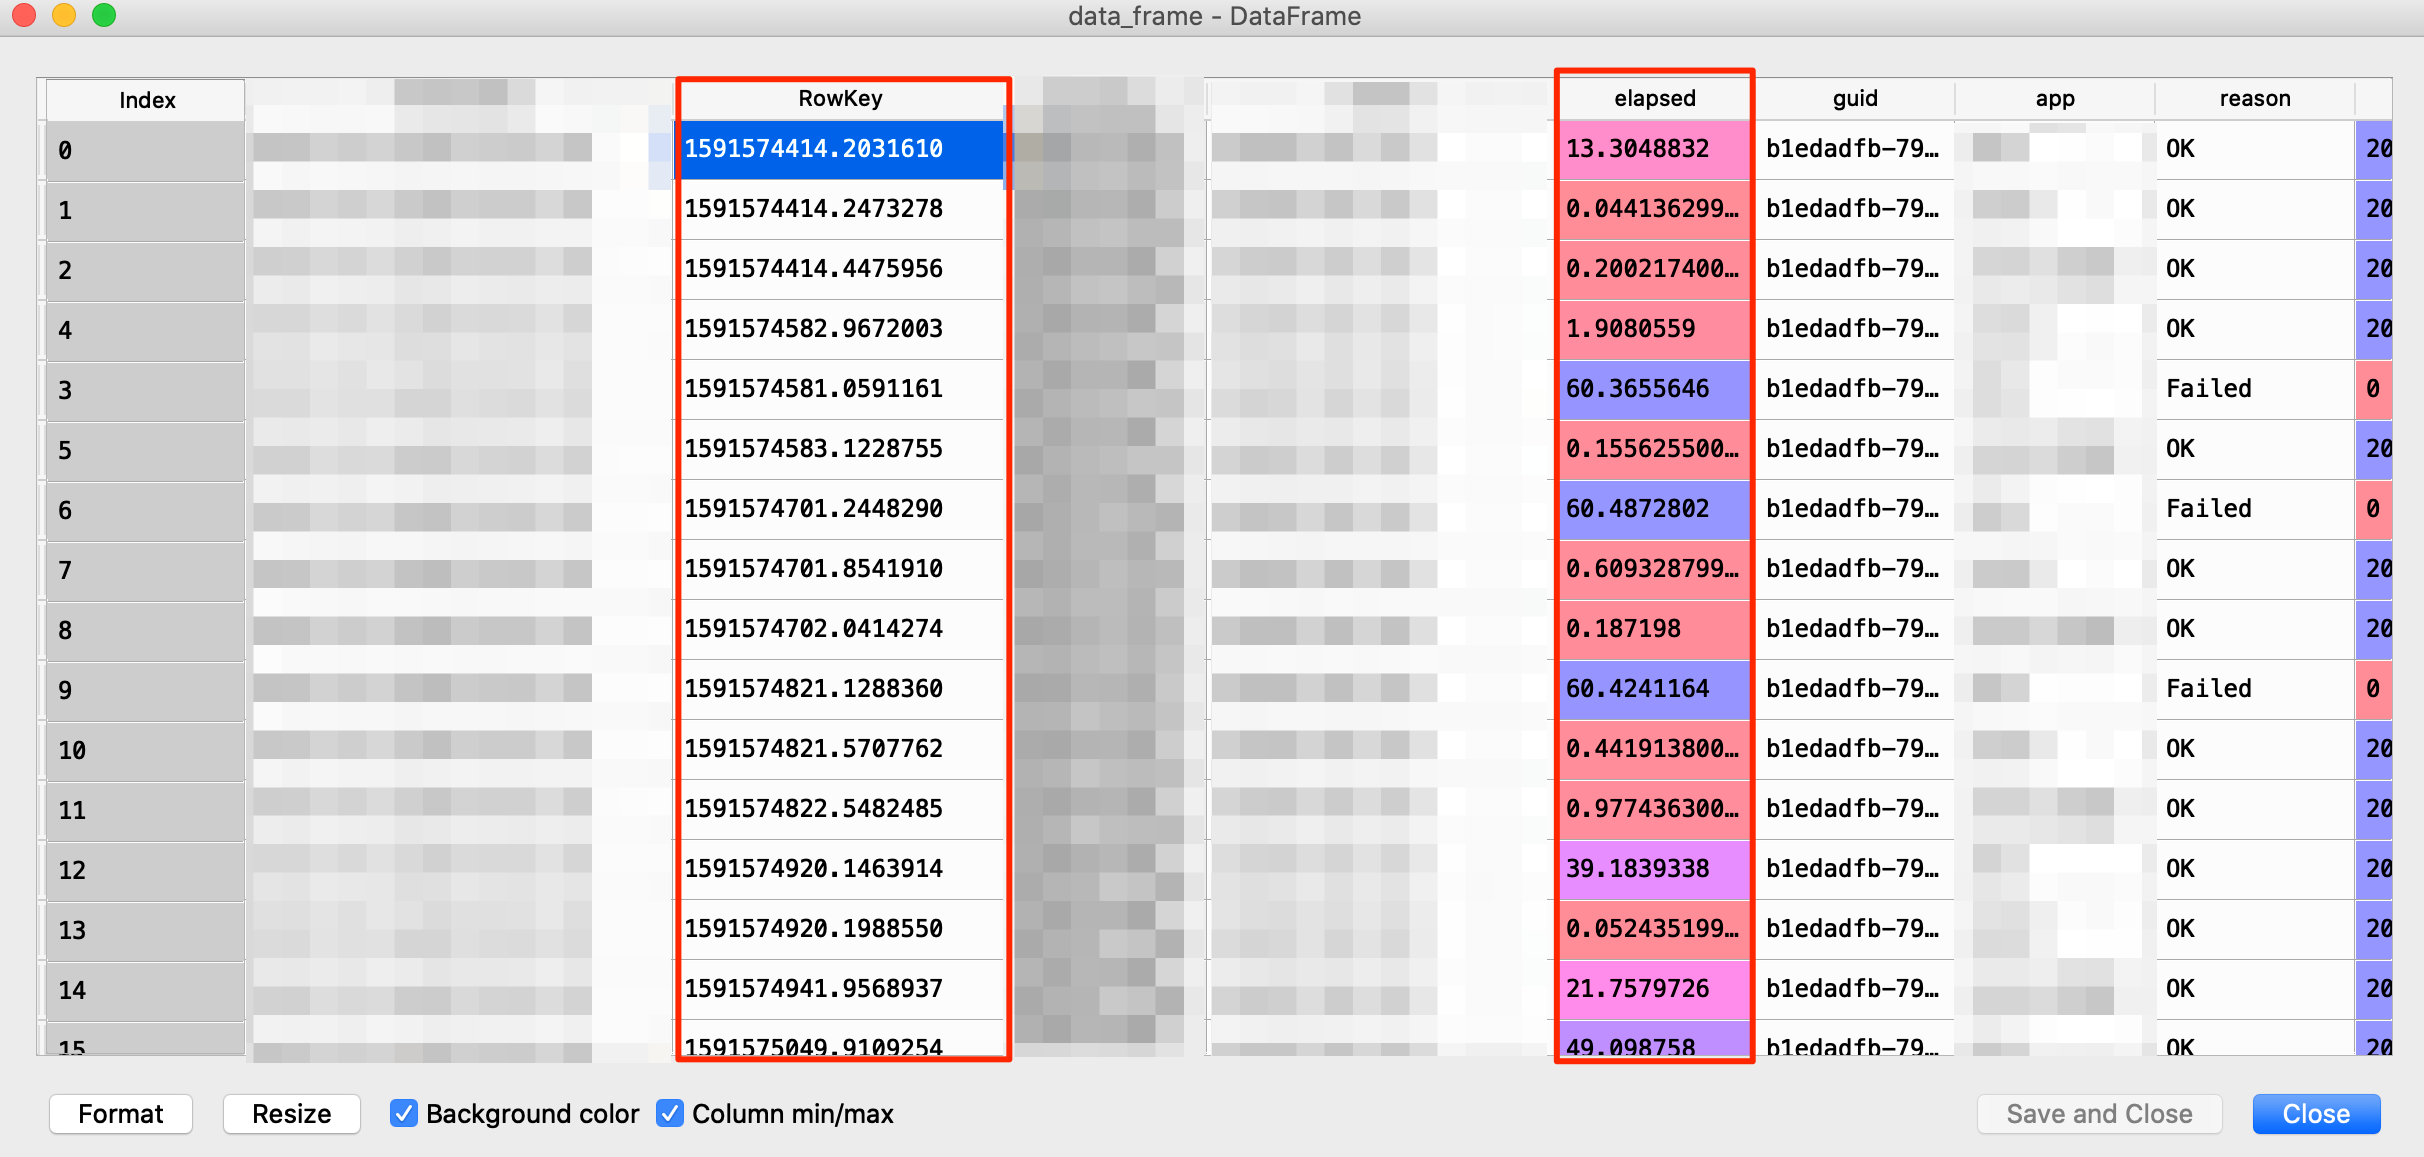 data_frame - DataFrame
Index RowKey elapsed guid app reason
0 1591574414.2031610 13.3048832 b1edadfb-79… OK 20
1 1591574414.2473278 0.044136299… b1edadfb-79… OK 20
2 1591574414.4475956 0.200217400… b1edadfb-79… OK 20
4 1591574582.9672003 1.9080559 b1edadfb-79… OK 20
3 1591574581.0591161 60.3655646 b1edadfb-79… Failed 0
5 1591574583.1228755 0.155625500… b1edadfb-79… OK 20
6 1591574701.2448290 60.4872802 b1edadfb-79… Failed 0
7 1591574701.8541910 0.609328799… b1edadfb-79… OK 20
8 1591574702.0414274 0.187198 b1edadfb-79… OK 20
9 1591574821.1288360 60.4241164 b1edadfb-79… Failed 0
10 1591574821.5707762 0.441913800… b1edadfb-79… OK 20
11 1591574822.5482485 0.977436300… b1edadfb-79… OK 20
12 1591574920.1463914 39.1839338 b1edadfb-79… OK 20
13 1591574920.1988550 0.052435199… b1edadfb-79… OK 20
14 1591574941.9568937 21.7579726 b1edadfb-79… OK 20
15 1591575049.9109254 49.098758 b1edadfb-79… OK 20
Format Resize Background color Column min/max Save and Close Close